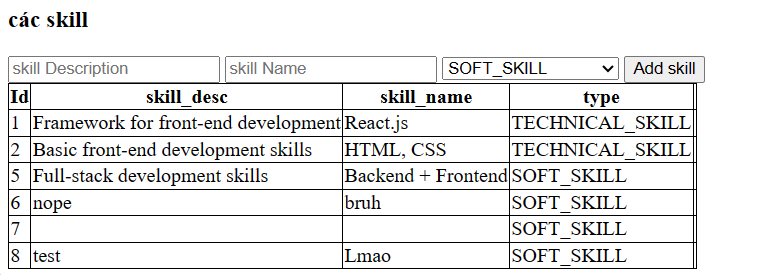 các skill
skill Description skill Name SOFT_SKILL Add skill
Id skill_desc skill_name type
1 Framework for front-end development React.js TECHNICAL_SKILL
2 Basic front-end development skills HTML, CSS TECHNICAL_SKILL
5 Full-stack development skills Backend + Frontend SOFT_SKILL
6 nope bruh SOFT_SKILL
7 SOFT_SKILL
8 test Lmao SOFT_SKILL